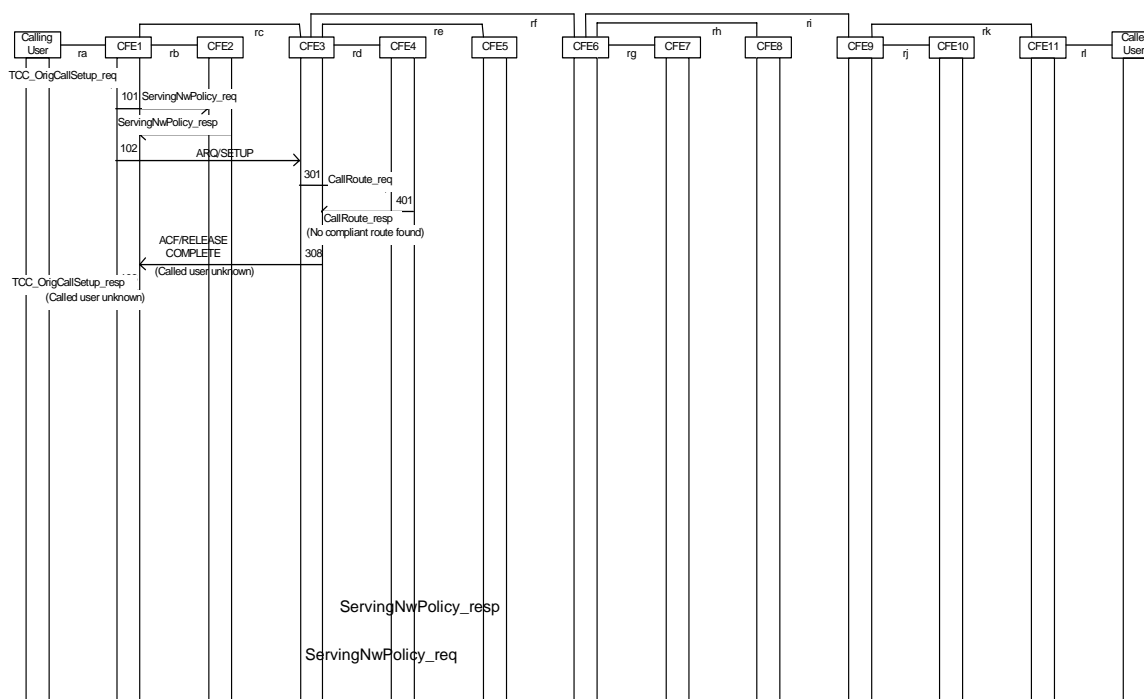 rf
rc
re
rh
ri
rk
Calling
User
ra
CFE1
rb
CFE2
CFE3
rd
CFE4
CFE5
CFE6
rg
CFE7
CFE8
CFE9
rj
CFE10
CFE11
rl
User
TCC_OrigCallSetup_req
101
ServingNwPolicy_req
ServingNwPolicy_resp
102
ARQ/SETUP
301
CallRoute_req
401
CallRoute_resp
(No compliant route found)
ACF/RELEASE
COMPLETE
308
(Called user unknown)
TCC_OrigCallSetup_resp
(Called user unknown)
ServingNwPolicy_resp
ServingNwPolicy_req